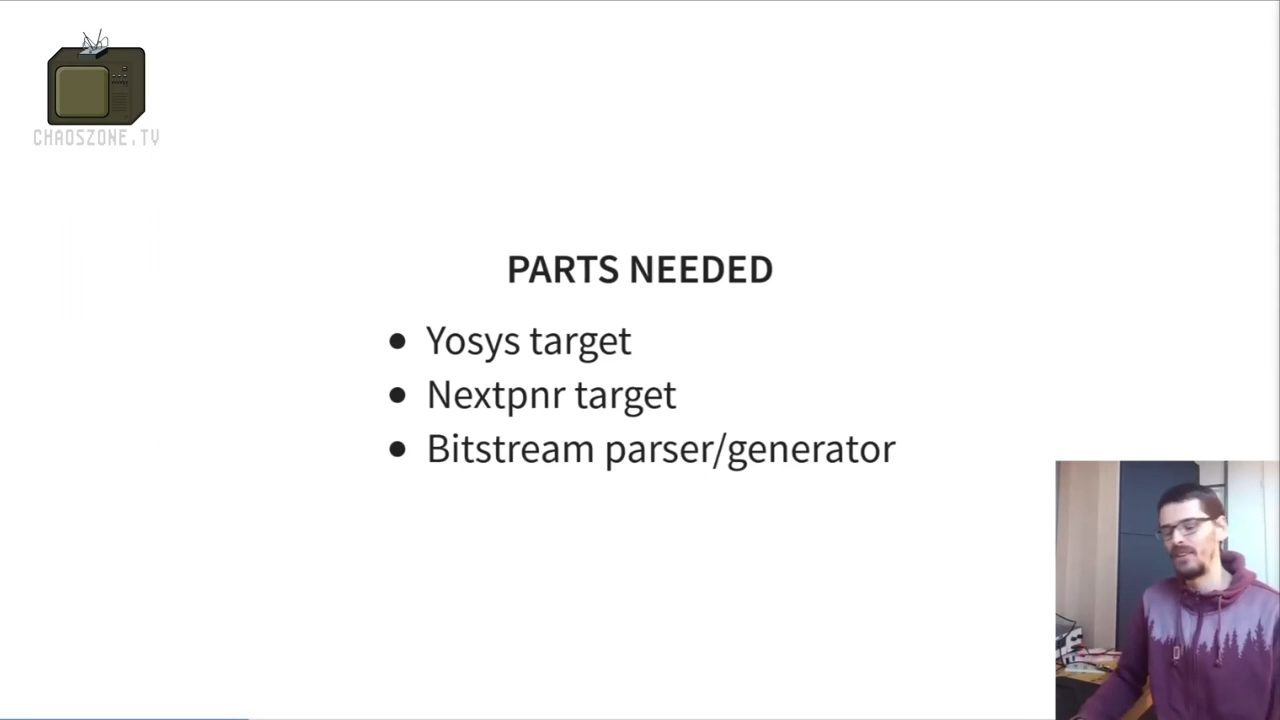 CHAOSZONE.TV
PARTS NEEDED
Yosys target
Nextpnr target
Bitstream parser/generator